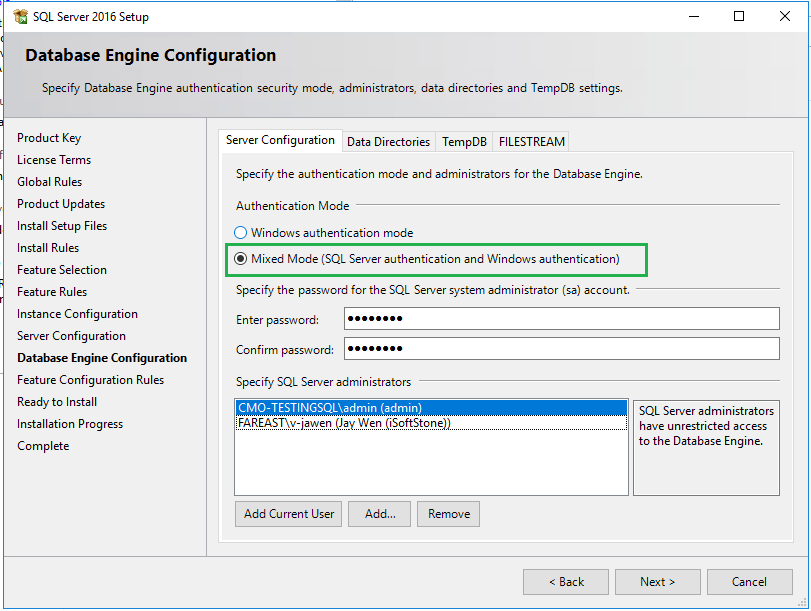 SQL Server 2016 Setup
Database Engine Configuration
Specify Database Engine authentication security mode, administrators, data directories and TempDB settings.
Product Key
License Terms
Global Rules
Product Updates
Install Setup Files
Install Rules
Feature Selection
Feature Rules
Instance Configuration
Server Configuration
Database Engine Configuration
Feature Configuration Rules
Ready to Install
Installation Progress
Complete
Server Configuration Data Directories TempDB FILESTREAM
Specify the authentication mode and administrators for the Database Engine.
Authentication Mode
Windows authentication mode
Mixed Mode (SQL Server authentication and Windows authentication)
Specify the password for the SQL Server system administrator (sa) account.
Enter password: ●●●●●●●●
Confirm password: ●●●●●●●●
Specify SQL Server administrators
CMO-TESTINGSQL\admin (admin)
FAREAST\v-jawen (Jay Wen (iSoftStone))
SQL Server administrators
have unrestricted access
to the Database Engine.
Add Current User Add... Remove
< Back Next > Cancel